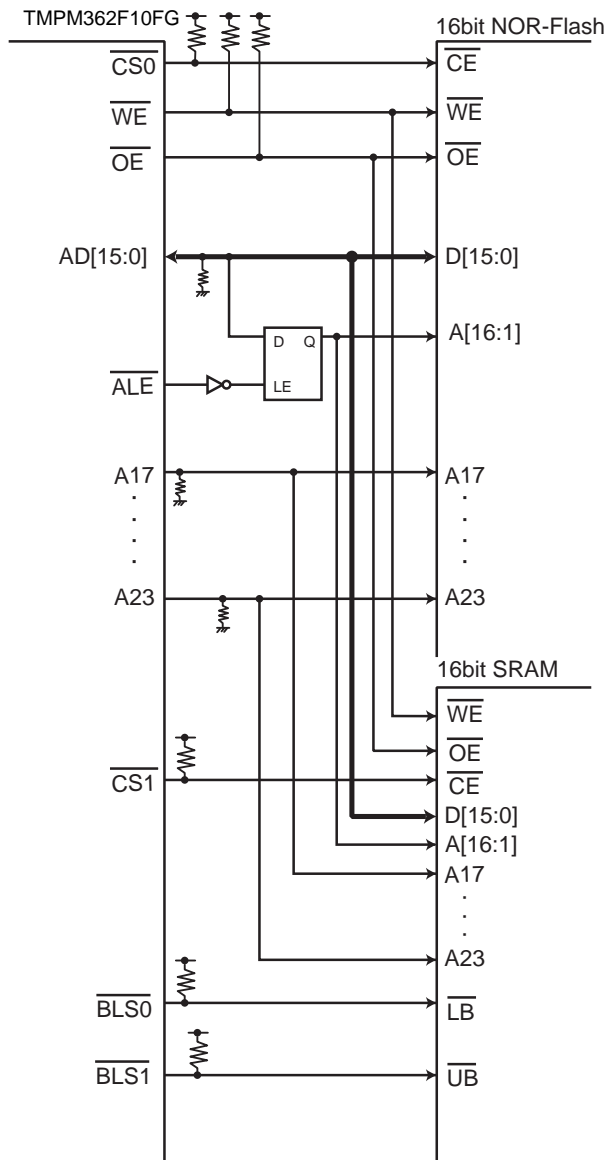 TMPM362F10FG
16bit NOR-Flash
CS0
CE
WE
WE
OE
OE
AD[15:0]
D[15:0]
D Q
A[16:1]
ALE
LE
A17
A17
A23
A23
16bit SRAM
WE
OE
CS1
CE
D[15:0]
A[16:1]
A17
A23
BLS0
LB
BLS1
UB